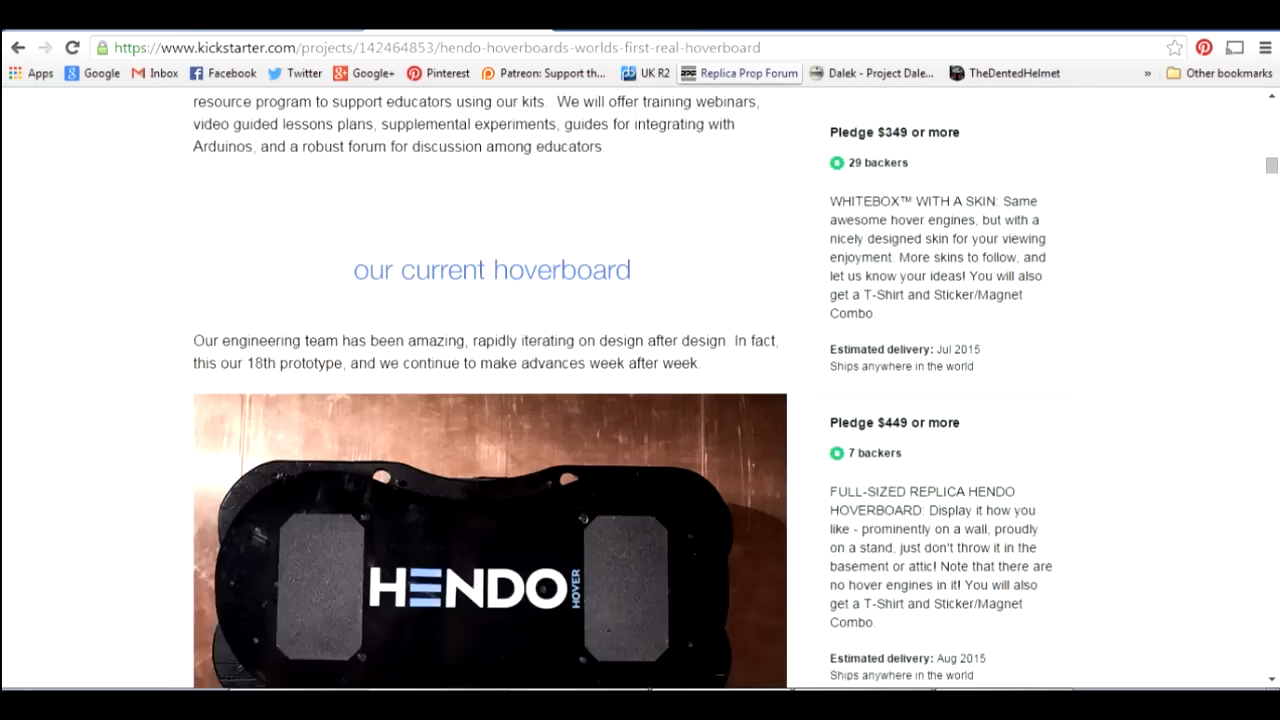 https://www.kickstarter.com/projects/142464853/hendo-hoverboards-worlds-first-real-hoverboard
Apps Google Inbox Facebook Twitter Google+ Pinterest Patreon: Support th... UK R2 Replica Prop Forum Dalek - Project Dale... TheDentedHelmet » Other bookmarks
resource program to support educators using our kits. We will offer training webinars,
video guided lessons plans, supplemental experiments, guides for integrating with
Arduinos, and a robust forum for discussion among educators.
our current hoverboard
Our engineering team has been amazing, rapidly iterating on design after design. In fact,
this our 18th prototype, and we continue to make advances week after week.
HENDO HOVER
Pledge $349 or more
29 backers
WHITEBOX™ WITH A SKIN: Same
awesome hover engines, but with a
nicely designed skin for your viewing
enjoyment. More skins to follow, and
let us know your ideas! You will also
get a T-Shirt and Sticker/Magnet
Combo.
Estimated delivery: Jul 2015
Ships anywhere in the world
Pledge $449 or more
7 backers
FULL-SIZED REPLICA HENDO
HOVERBOARD: Display it how you
like - prominently on a wall, proudly
on a stand, just don't throw it in the
basement or attic! Note that there are
no hover engines in it! You will also
get a T-Shirt and Sticker/Magnet
Combo.
Estimated delivery: Aug 2015
Ships anywhere in the world